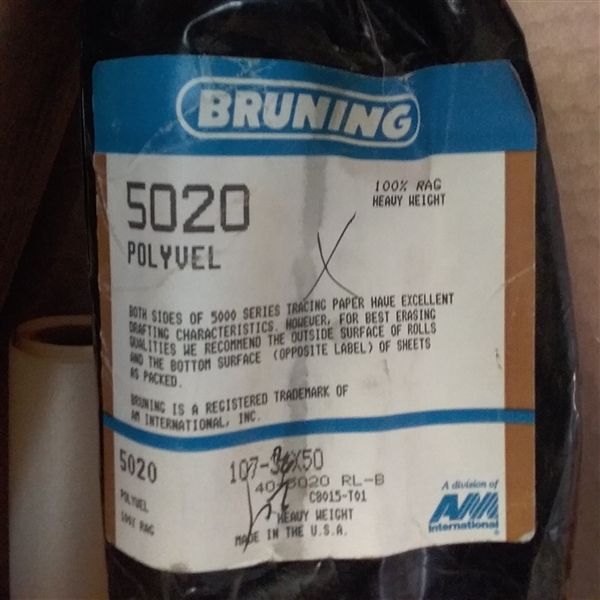 BRUNING
5020
POLYVEL
100% RAG
HEAVY WEIGHT
BOTH SIDES OF 5000 SERIES TRACING PAPER HAVE EXCELLENT
DRAFTING CHARACTERISTICS. HOWEVER, FOR BEST ERASING
QUALITIES WE RECOMMEND THE OUTSIDE SURFACE OF ROLLS
AND THE BOTTOM SURFACE (OPPOSITE LABEL) OF SHEETS
AS PACKED.
BRUNING IS A REGISTERED TRADEMARK OF
AM INTERNATIONAL, INC.
5020
POLYVEL
100% RAG
107-36X50
40-5020 RL-B
C8015-T01
HEAVY WEIGHT
MADE IN THE U.S.A.
A division of
AM
International